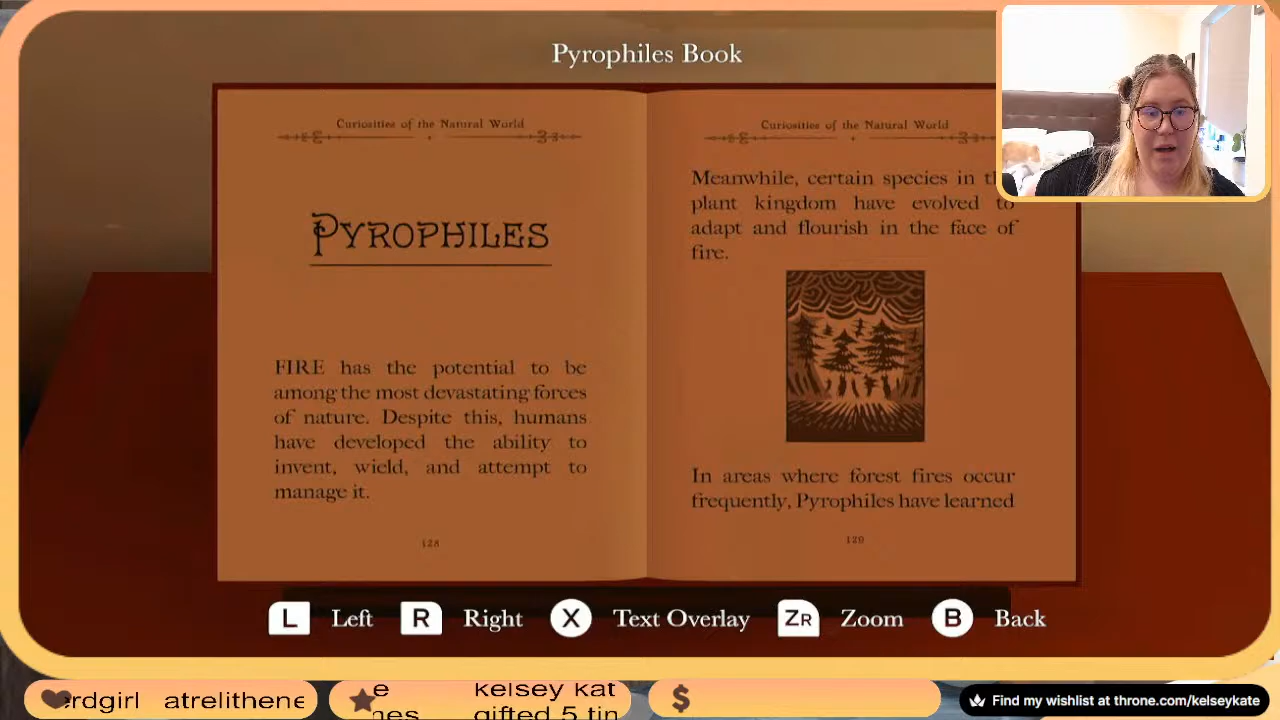 Pyrophiles Book
Curiosities of the Natural World
PYROPHILES
FIRE has the potential to be
among the most devastating forces
of nature. Despite this, humans
have developed the ability to
invent, wield, and attempt to
manage it.
128
Curiosities of the Natural World
Meanwhile, certain species in
plant kingdom have evolved to
adapt and flourish in the face of
fire.
In areas where forest fires occur
frequently, Pyrophiles have learned
129
L Left R Right X Text Overlay ZR Zoom B Back
rdgirl atrelithene
kelsey kat
gifted 5
$
Find my wishlist at throne.com/kelseykate